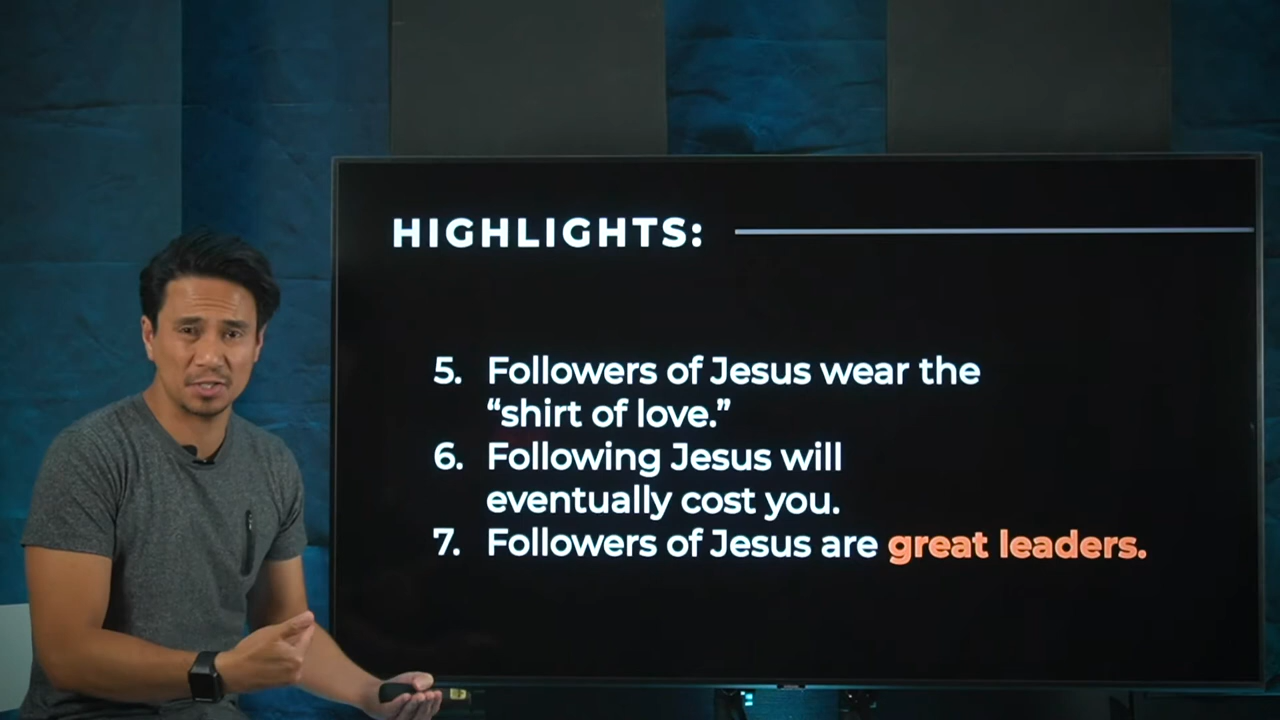 HIGHLIGHTS:
5. Followers of Jesus wear the
“shirt of love.”
6. Following Jesus will
eventually cost you.
7. Followers of Jesus are great leaders.